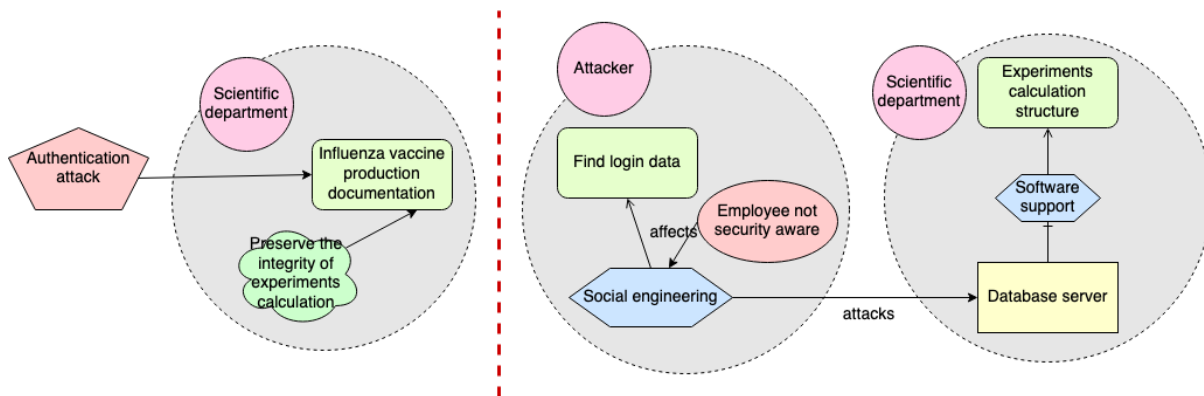 Scientific
department
Authentication
attack
Influenza vaccine
production
documentation
Preserve the
integrity of
experiments
calculation
Attacker
Find login data
affects
Employee not
security aware
Social engineering
attacks
Scientific
department
Experiments
calculation
structure
Software
support
Database server